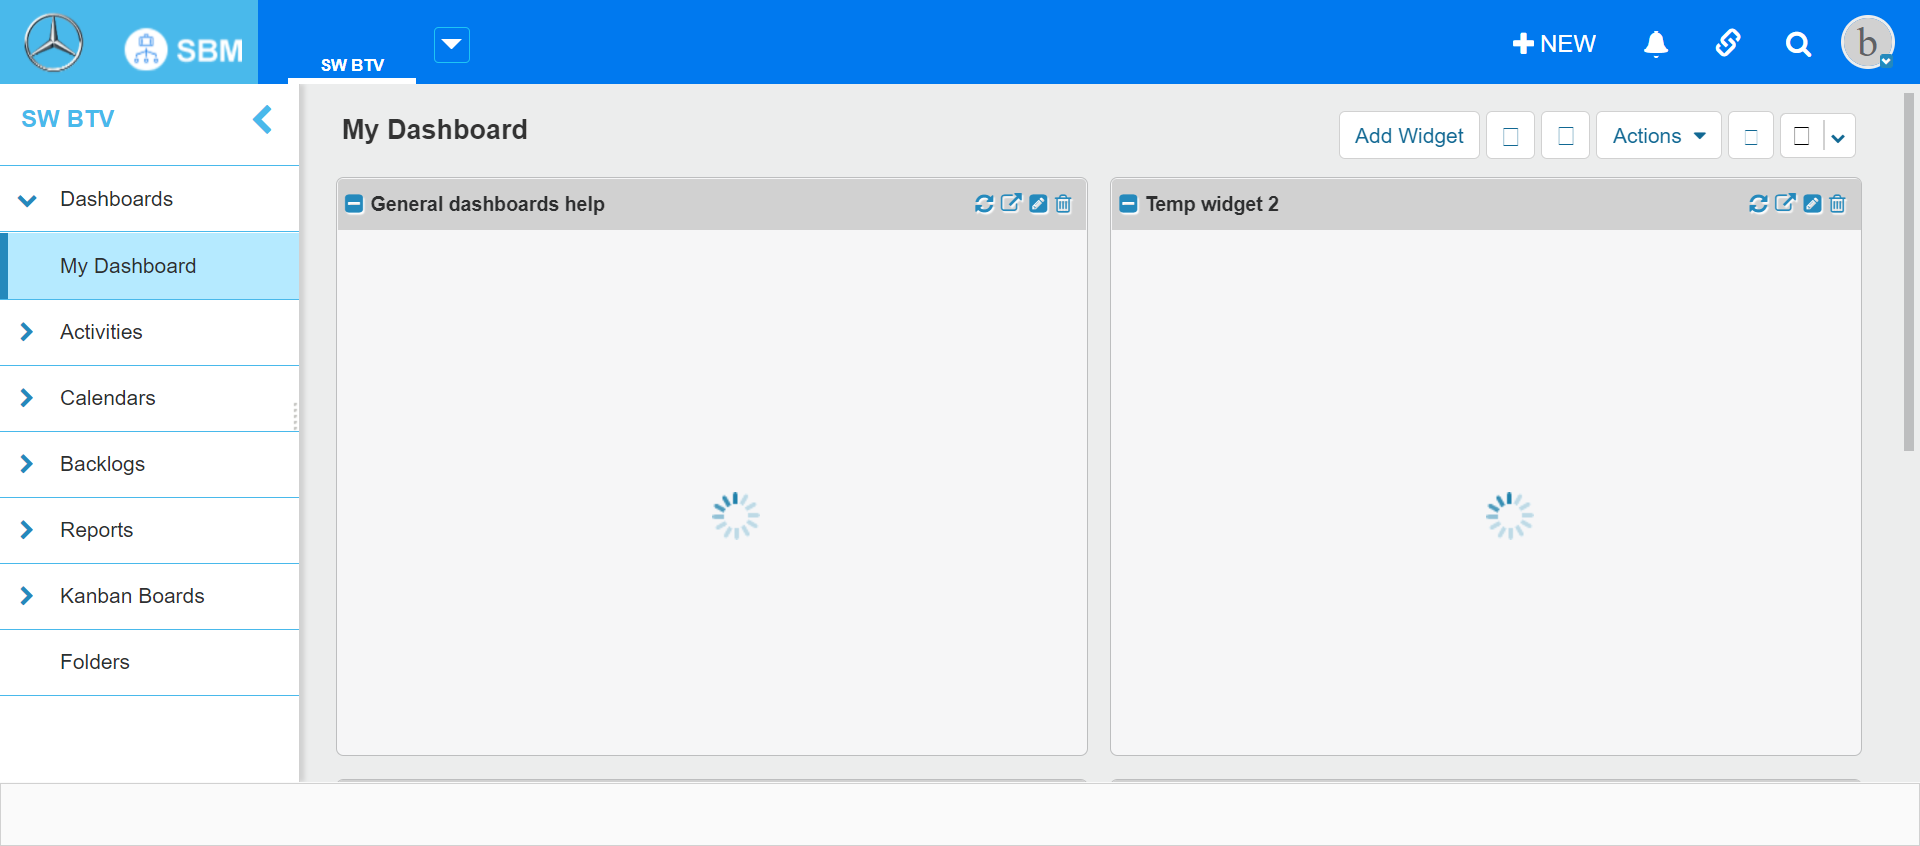 SBM
SW BTV
NEW
b
SW BTV
Dashboards
My Dashboard
Activities
Calendars
Backlogs
Reports
Kanban Boards
Folders
My Dashboard
Add Widget
Actions
General dashboards help
Temp widget 2